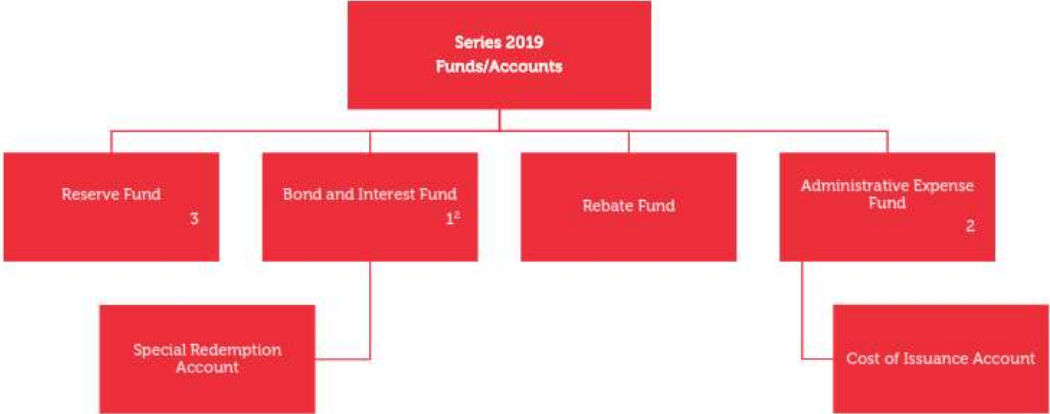 Series 2019
Funds/Accounts
Reserve Fund
3
Bond and Interest Fund
1²
Rebate Fund
Administrative Expense
Fund
2
Special Redemption
Account
Cost of Issuance Account